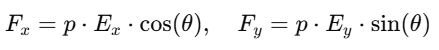 F_x = p · E_x · cos(θ),  F_y = p · E_y · sin(θ)